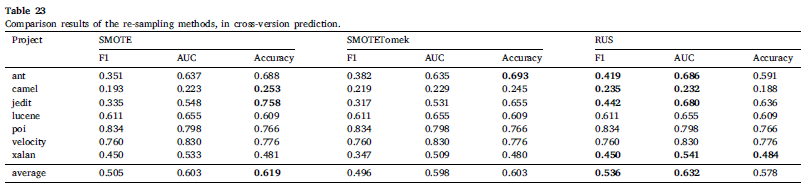 Table 23
Comparison results of the re-sampling methods, in cross-version prediction.
Project SMOTE SMOTETomek RUS
F1 AUC Accuracy F1 AUC Accuracy F1 AUC Accuracy
ant 0.351 0.637 0.688 0.382 0.635 0.693 0.419 0.686 0.591
camel 0.193 0.223 0.253 0.219 0.229 0.245 0.235 0.232 0.188
jedit 0.335 0.548 0.758 0.317 0.531 0.655 0.442 0.680 0.636
lucene 0.611 0.655 0.609 0.611 0.655 0.609 0.611 0.655 0.609
poi 0.834 0.798 0.766 0.834 0.798 0.766 0.834 0.798 0.766
velocity 0.760 0.830 0.776 0.760 0.830 0.776 0.760 0.830 0.776
xalan 0.450 0.533 0.481 0.347 0.509 0.480 0.450 0.541 0.484
average 0.505 0.603 0.619 0.496 0.598 0.603 0.536 0.632 0.578